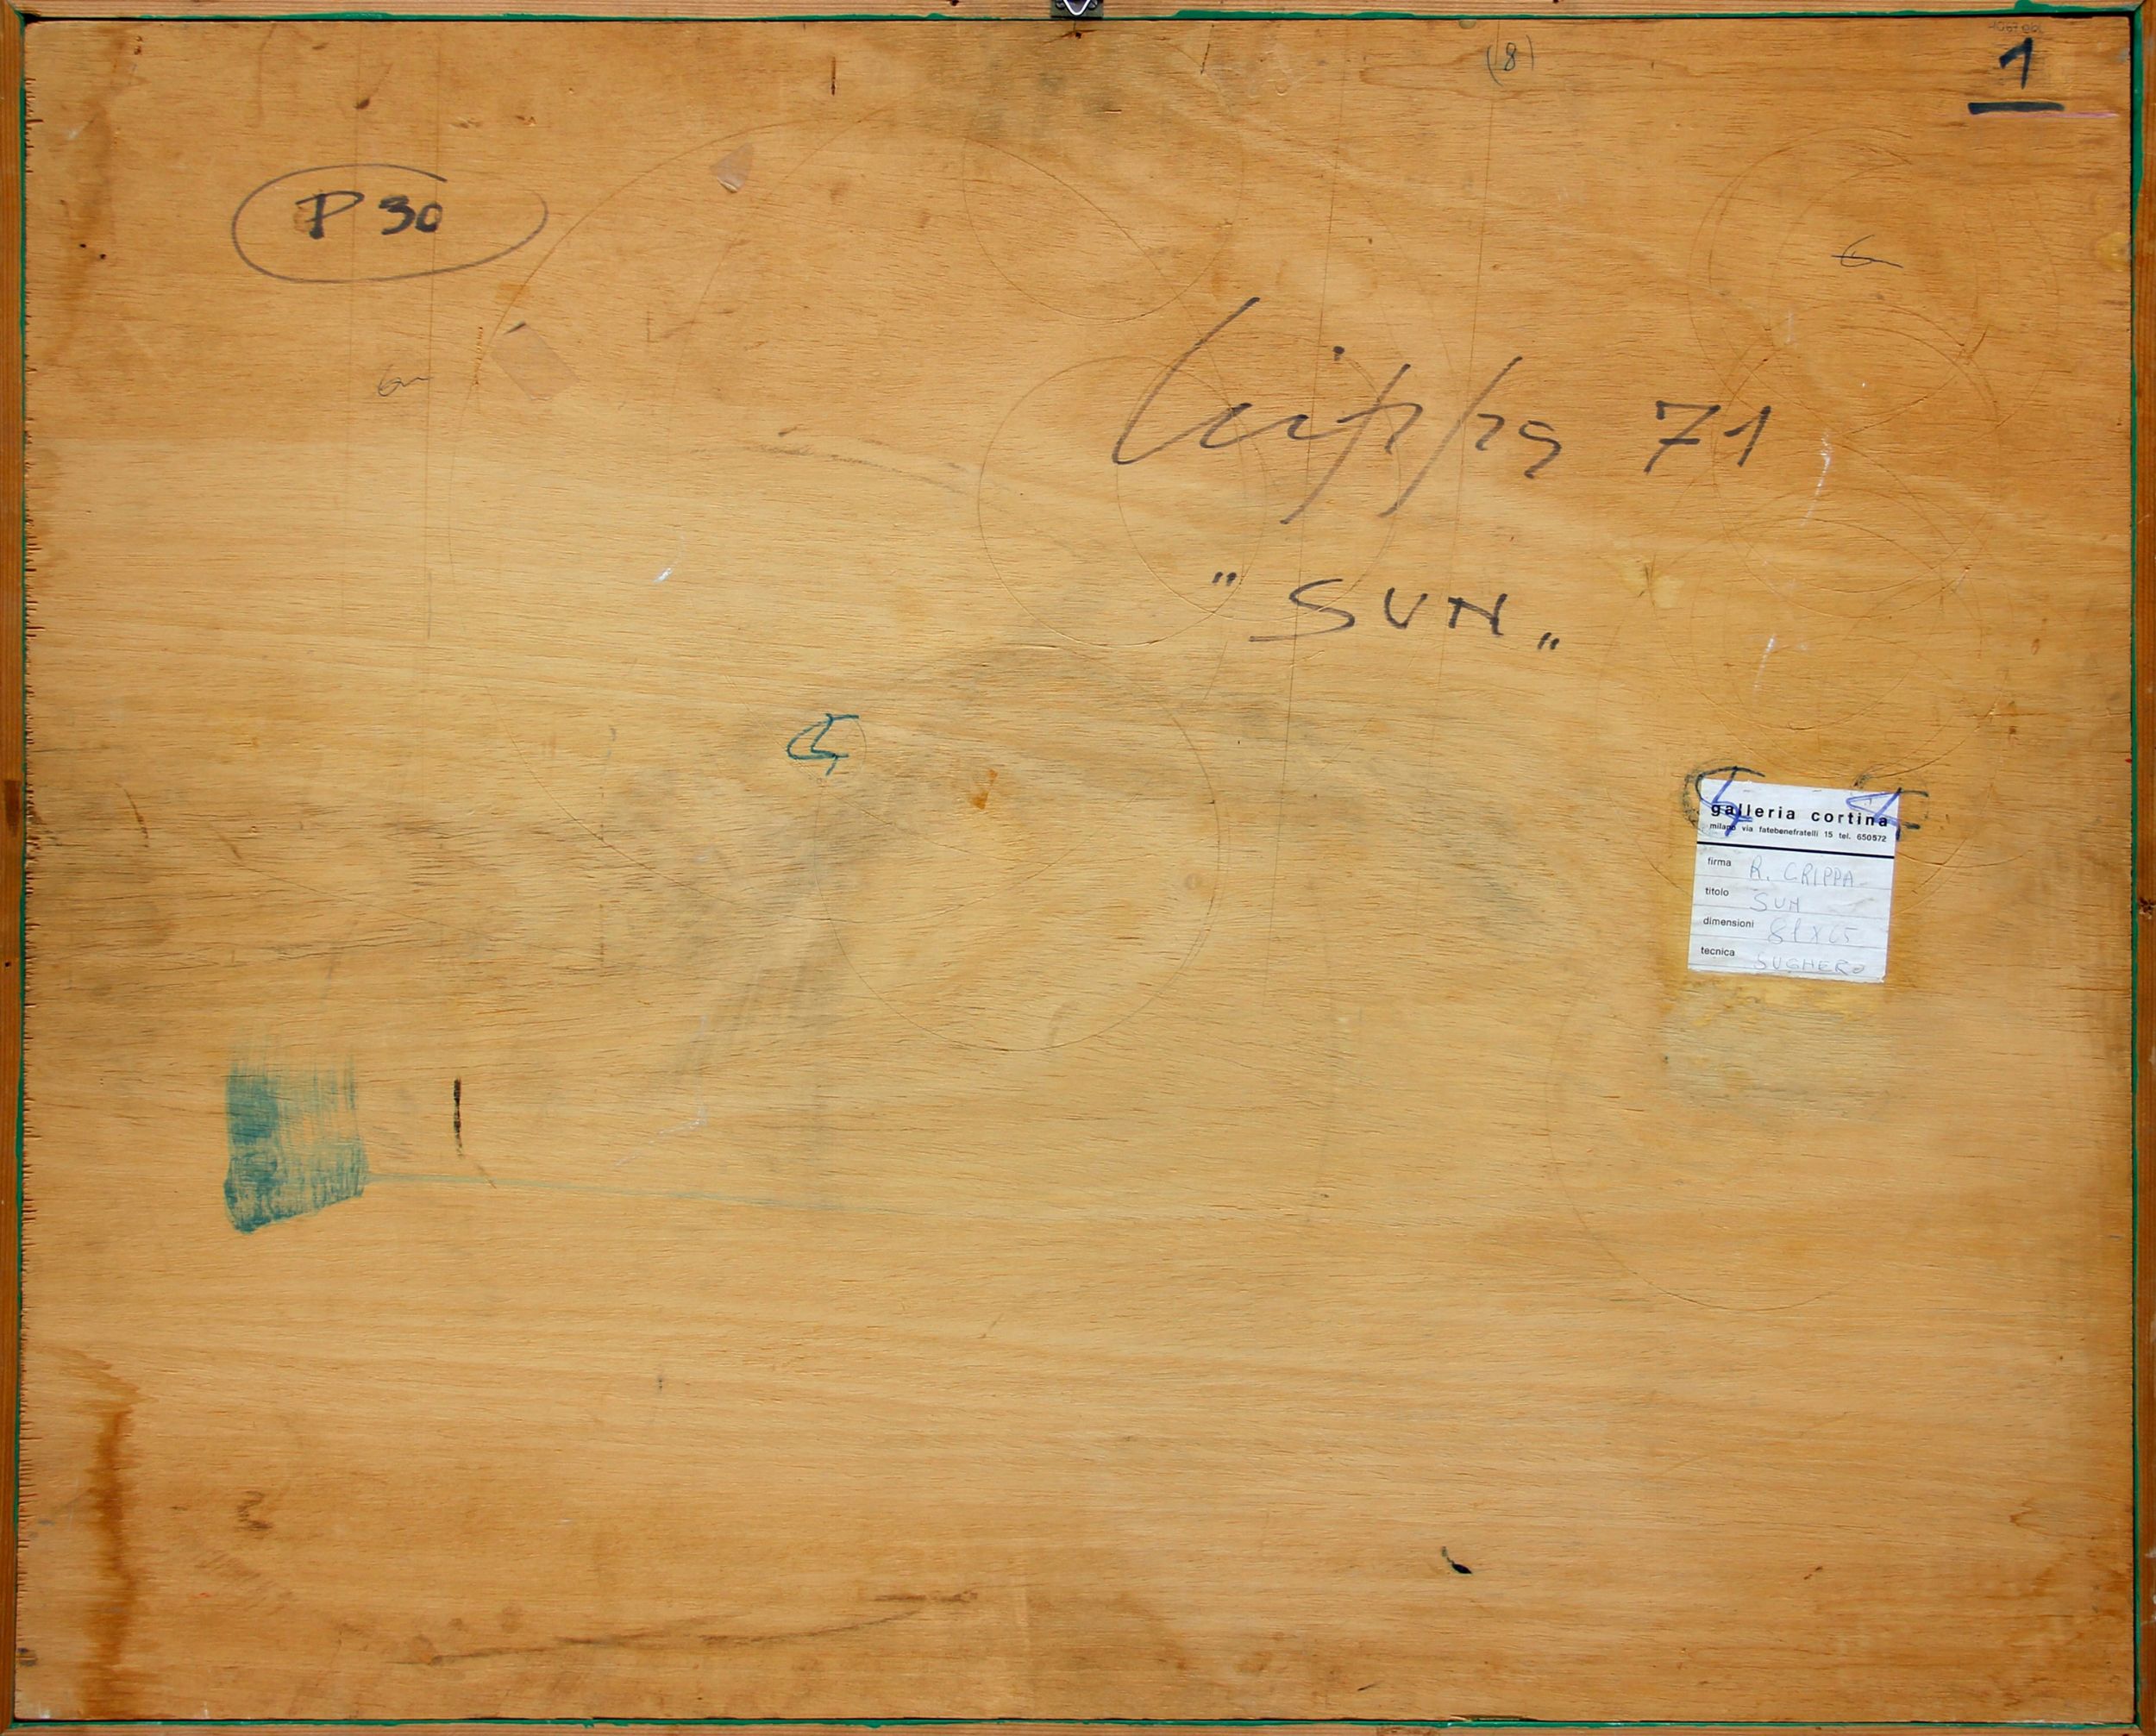 (8)
1
P 30
Crippa 71
"SUN"
galleria cortina
milano via fatebenefratelli 15 tel. 650572
firma R. CRIPPA
titolo SUN
dimensioni 81x65
tecnica SUGHERO